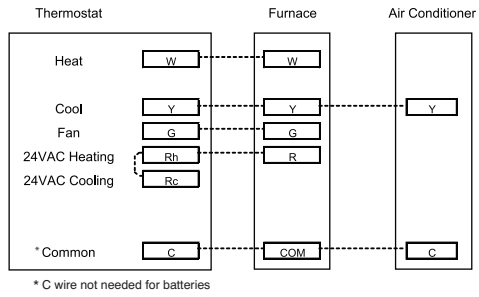 Thermostat Furnace Air Conditioner
Heat W W
Cool Y Y Y
Fan G G
24VAC Heating Rh R
24VAC Cooling Rc
*Common C COM C
* C wire not needed for batteries